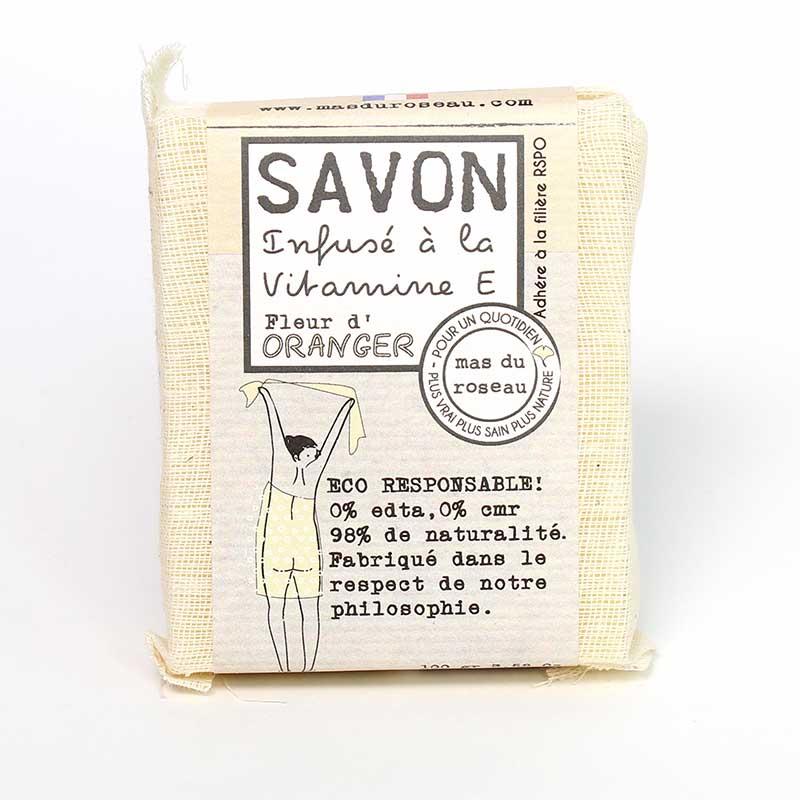 www.masduroseau.com
SAVON
Infusé à la
Vitamine E
Fleur d'
ORANGER
Adhère à la filière RSPO
POUR UN QUOTIDIEN
- PLUS VRAI PLUS SAIN PLUS NATURE -
mas du
roseau
ECO RESPONSABLE!
0% edta, 0% cmr
98% de naturalité.
Fabriqué dans le
respect de notre
philosophie.